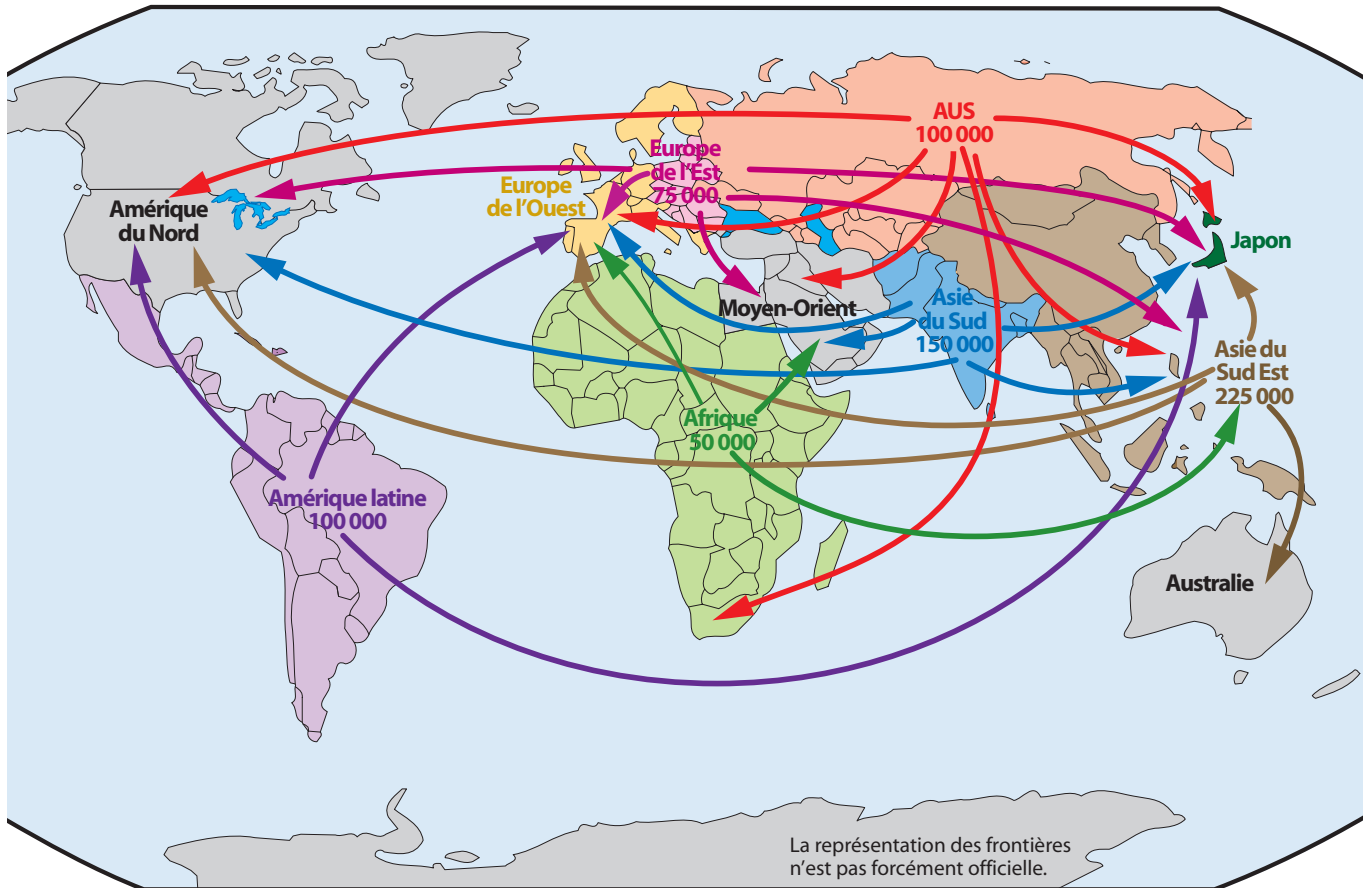 AUS
100 000
Europe
de l’Est
75 000
Europe
de l’Ouest
Amérique
du Nord
Japon
Moyen-Orient
Asie
du Sud
150 000
Asie du
Sud Est
225 000
Afrique
50 000
Amérique latine
100 000
Australie
La représentation des frontières
n’est pas forcément officielle.